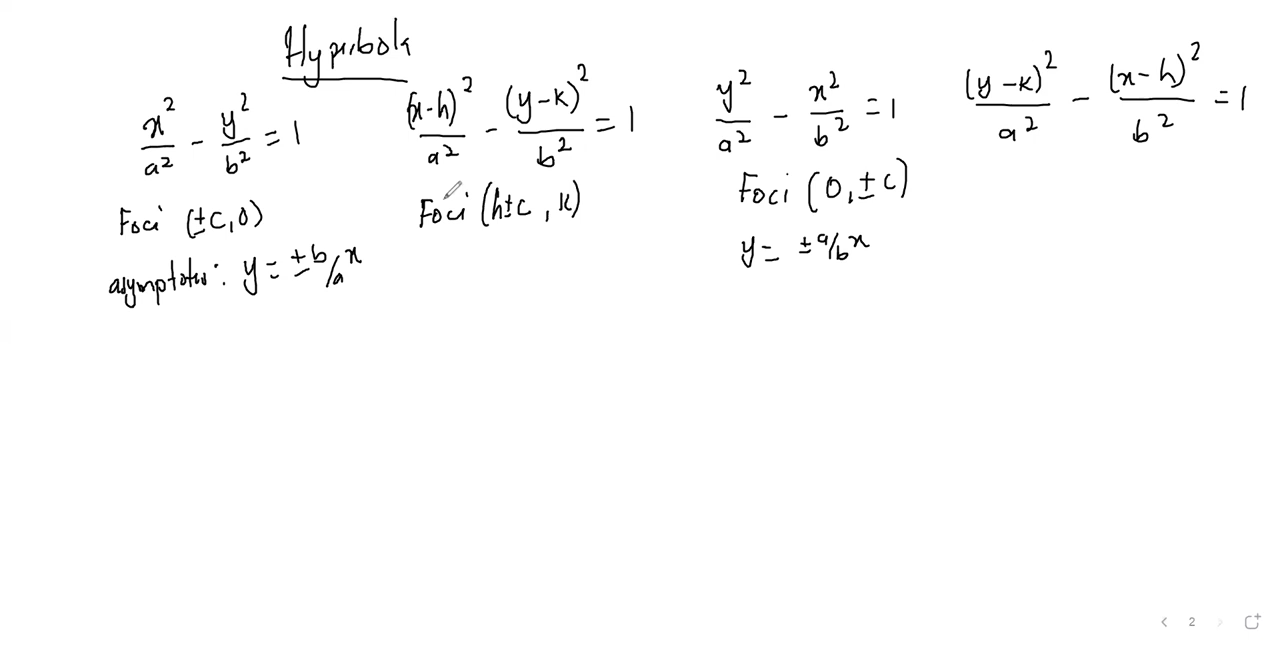 Hyperbola
x²/a² - y²/b² = 1
Foci (±c, 0)
asymptotes: y = ±b/a x
(x-h)²/a² - (y-k)²/b² = 1
Foci (h±c, k)
y²/a² - x²/b² = 1
Foci (0, ±c)
y = ±a/b x
(y-k)²/a² - (x-h)²/b² = 1
2